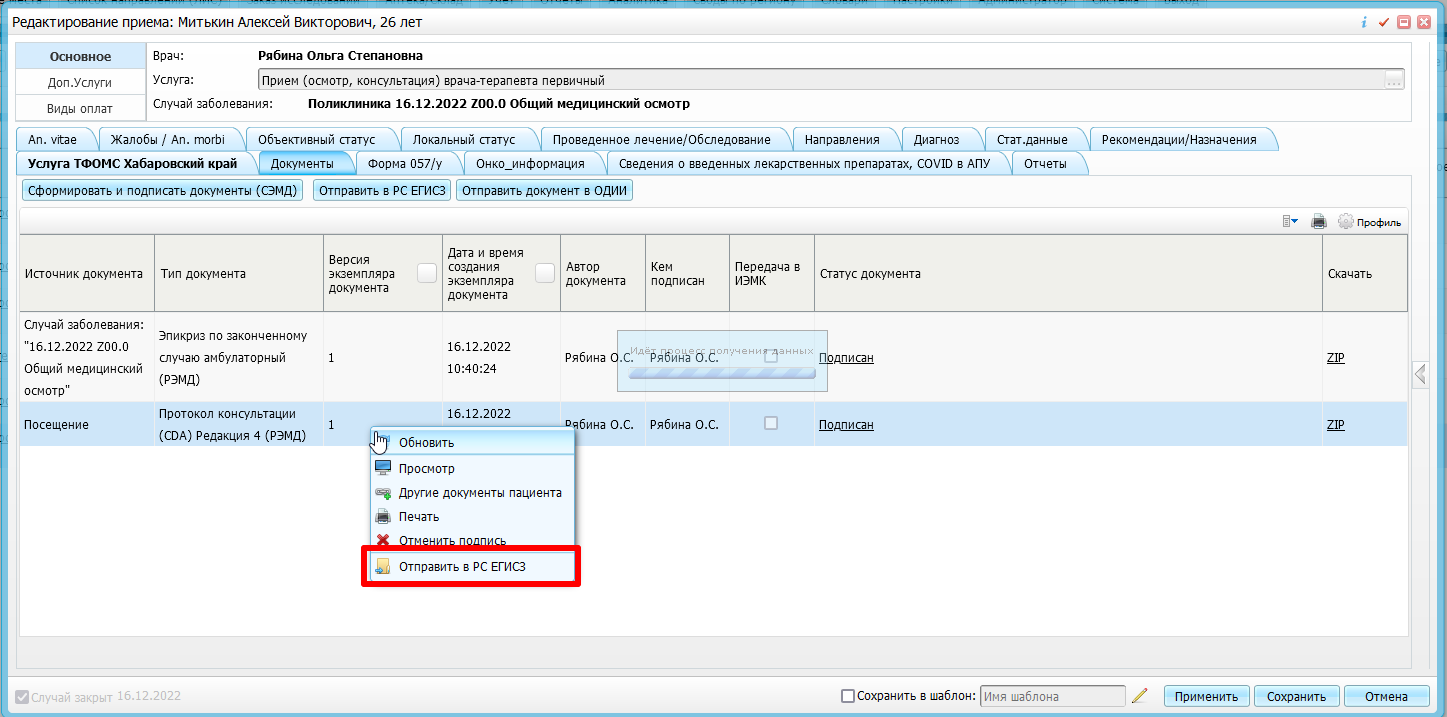 Редактирование приема: Митькин Алексей Викторович, 26 лет
Основное
Доп.Услуги
Виды оплат
Врач: Рябина Ольга Степановна
Услуга: Прием (осмотр, консультация) врача-терапевта первичный ...
Случай заболевания: Поликлиника 16.12.2022 Z00.0 Общий медицинский осмотр
An. vitae Жалобы / An. morbi Объективный статус Локальный статус Проведенное лечение/Обследование Направления Диагноз Стат.данные Рекомендации/Назначения
Услуга ТФОМС Хабаровский край Документы Форма 057/у Онко_информация Сведения о введенных лекарственных препаратах, COVID в АПУ Отчеты
Сформировать и подписать документы (СЭМД) Отправить в РС ЕГИСЗ Отправить документ в ОДИИ
Профиль
Источник документа
Тип документа
Версия
экземпляра
документа
Дата и время
создания
экземпляра
документа
Автор
документа
Кем
подписан
Передача в
ИЭМК
Статус документа
Скачать
Случай заболевания:
"16.12.2022 Z00.0
Общий медицинский
осмотр"
Эпикриз по законченному
случаю амбулаторный
(РЭМД)
1
16.12.2022
10:40:24
Рябина О.С.
Рябина О.С.
Подписан
ZIP
Идёт процесс получения данных
Посещение
Протокол консультации
(CDA) Редакция 4 (РЭМД)
1
16.12.2022
Рябина О.С.
Рябина О.С.
Подписан
ZIP
Обновить
Просмотр
Другие документы пациента
Печать
Отменить подпись
Отправить в РС ЕГИСЗ
Случай закрыт 16.12.2022
Сохранить в шаблон: Имя шаблона
Применить Сохранить Отмена